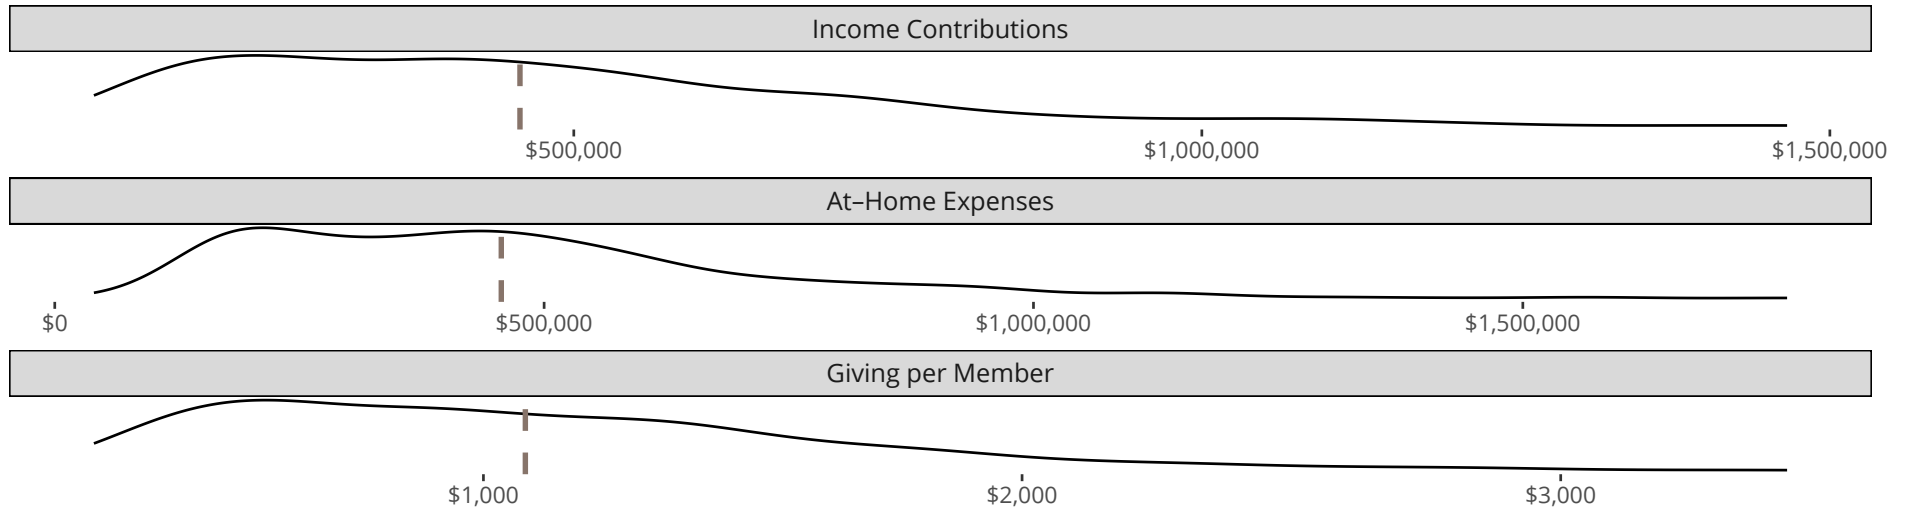 Income Contributions
$500,000 $1,000,000 $1,500,000
At–Home Expenses
$0 $500,000 $1,000,000 $1,500,000
Giving per Member
$1,000 $2,000 $3,000